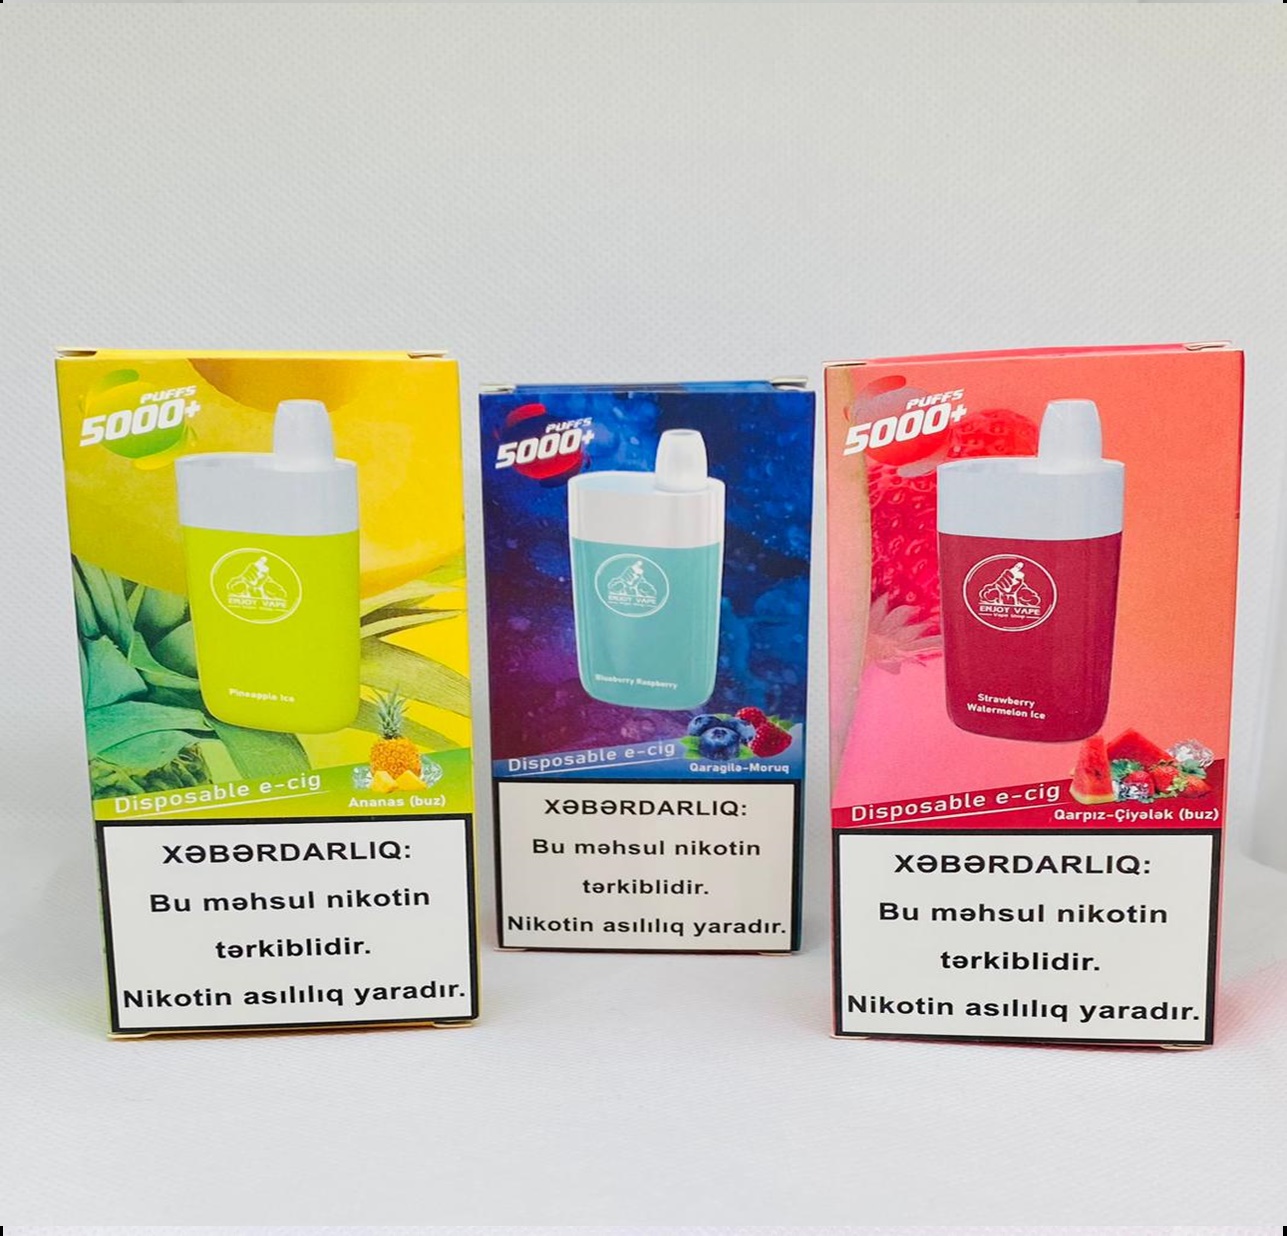 PUFFS
5000+
ENJOY VAPE
Pineapple Ice
Disposable e-cig
Ananas (buz)
XƏBƏRDARLIQ:
Bu məhsul nikotin
tərkiblidir.
Nikotin asılılıq yaradır.
PUFFS
5000+
ENJOY VAPE
Blueberry Raspberry
Disposable e-cig
Qaragilə-Moruq
XƏBƏRDARLIQ:
Bu məhsul nikotin
tərkiblidir.
Nikotin asılılıq yaradır.
PUFFS
5000+
ENJOY VAPE
Vape Shop
Strawberry
Watermelon Ice
Disposable e-cig
Qarpız-Çiyələk (buz)
XƏBƏRDARLIQ:
Bu məhsul nikotin
tərkiblidir.
Nikotin asılılıq yaradır.